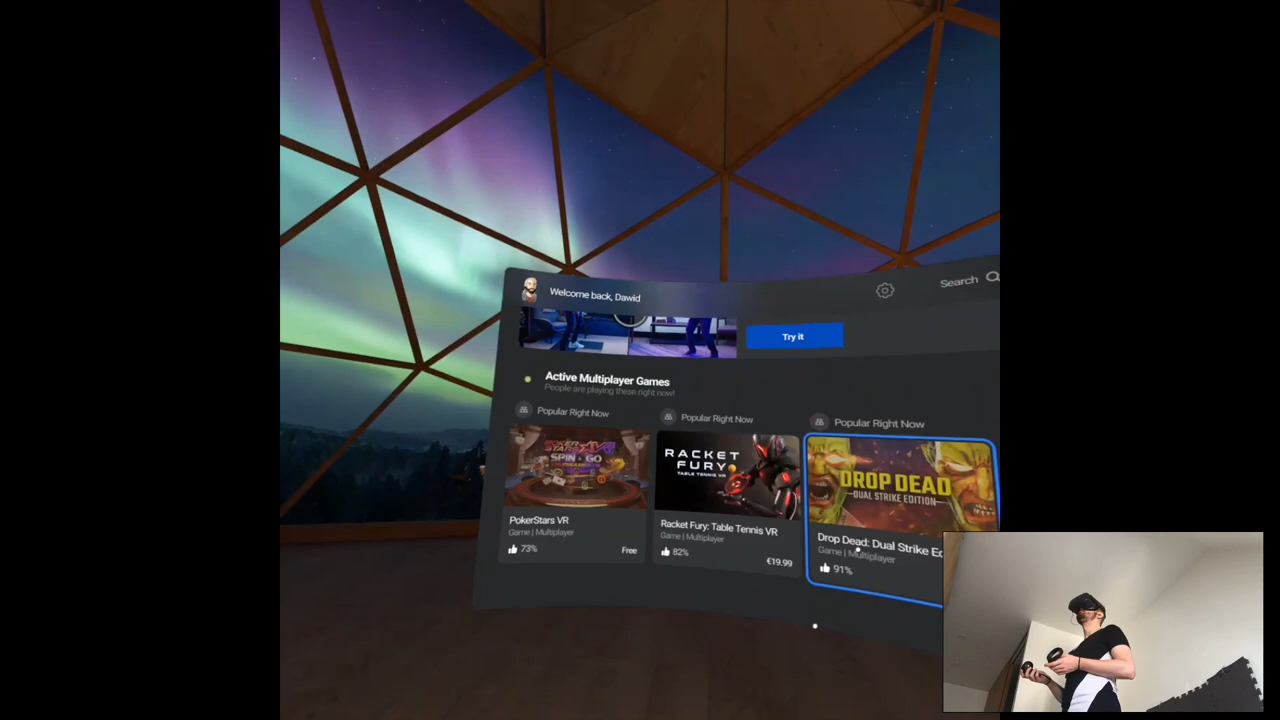 Welcome back, Dawid
Search
Try it
Active Multiplayer Games
People are playing these right now!
Popular Right Now
Popular Right Now
Popular Right Now
POKERSTARS VR
SPIN & GO
RACKET
FURY
TABLE TENNIS VR
DROP DEAD
DUAL STRIKE EDITION
PokerStars VR
Game | Multiplayer
73%
Free
Racket Fury: Table Tennis VR
Game | Multiplayer
82%
€19.99
Drop Dead: Dual Strike Ec
Game | Multiplayer
91%